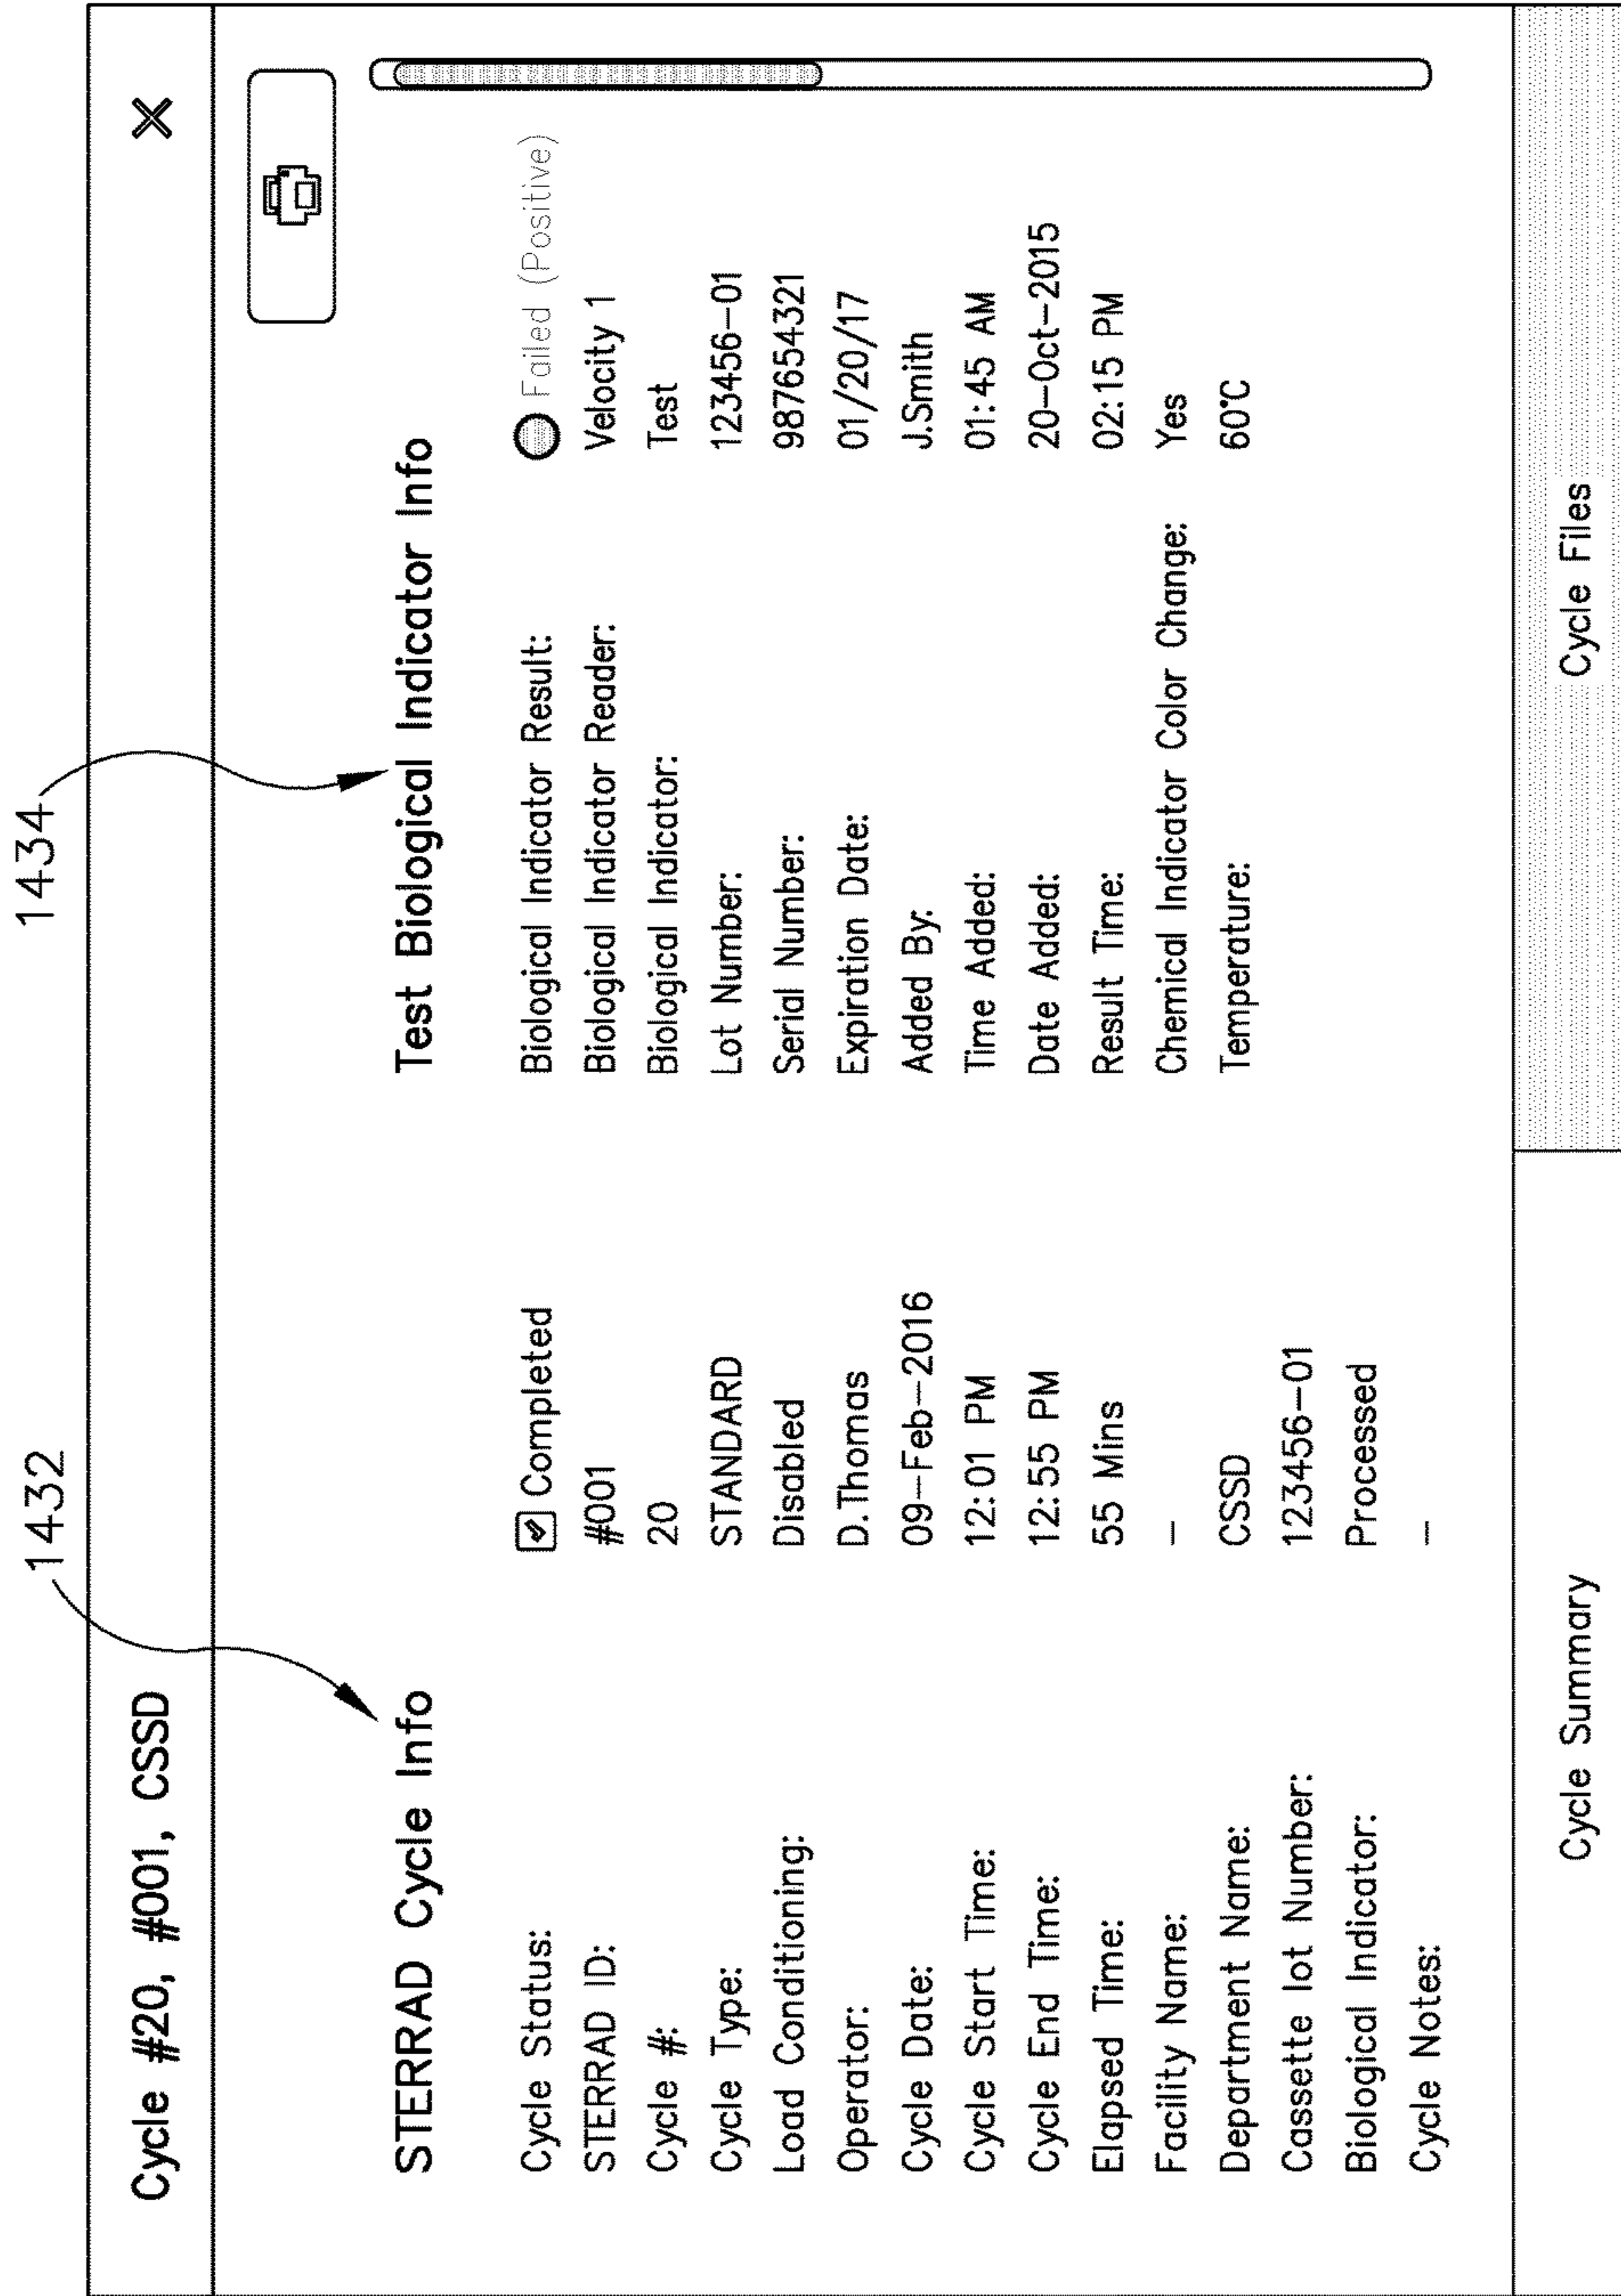 1432
1434
Cycle #20, #001, CSSD
STERRAD Cycle Info
Cycle Status: Completed
STERRAD ID: #001
Cycle #: 20
Cycle Type: STANDARD
Load Conditioning: Disabled
Operator: D.Thomas
Cycle Date: 09-Feb-2016
Cycle Start Time: 12:01 PM
Cycle End Time: 12:55 PM
Elapsed Time: 55 Mins
Facility Name: –
Department Name: CSSD
Cassette lot Number: 123456-01
Biological Indicator: Processed
Cycle Notes: –
Test Biological Indicator Info
Biological Indicator Result: Failed (Positive)
Biological Indicator Reader: Velocity 1
Biological Indicator: Test
Lot Number: 123456-01
Serial Number: 987654321
Expiration Date: 01/20/17
Added By: J.Smith
Time Added: 01:45 AM
Date Added: 20-Oct-2015
Result Time: 02:15 PM
Chemical Indicator Color Change: Yes
Temperature: 60°C
Cycle Summary
Cycle Files